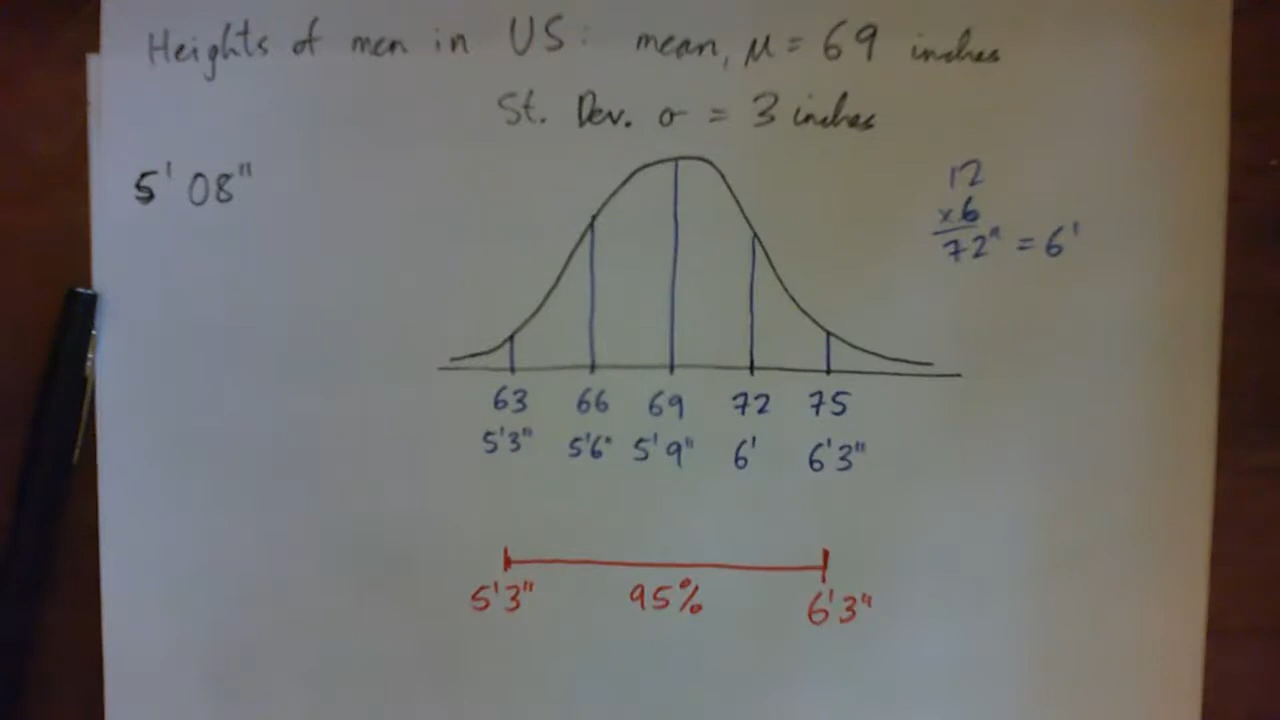 Heights of men in US: mean, μ = 69 inches
St. Dev. σ = 3 inches
5' 08"
12
x6
72" = 6'
63 66 69 72 75
5'3" 5'6" 5'9" 6' 6'3"
5'3" 95% 6'3"